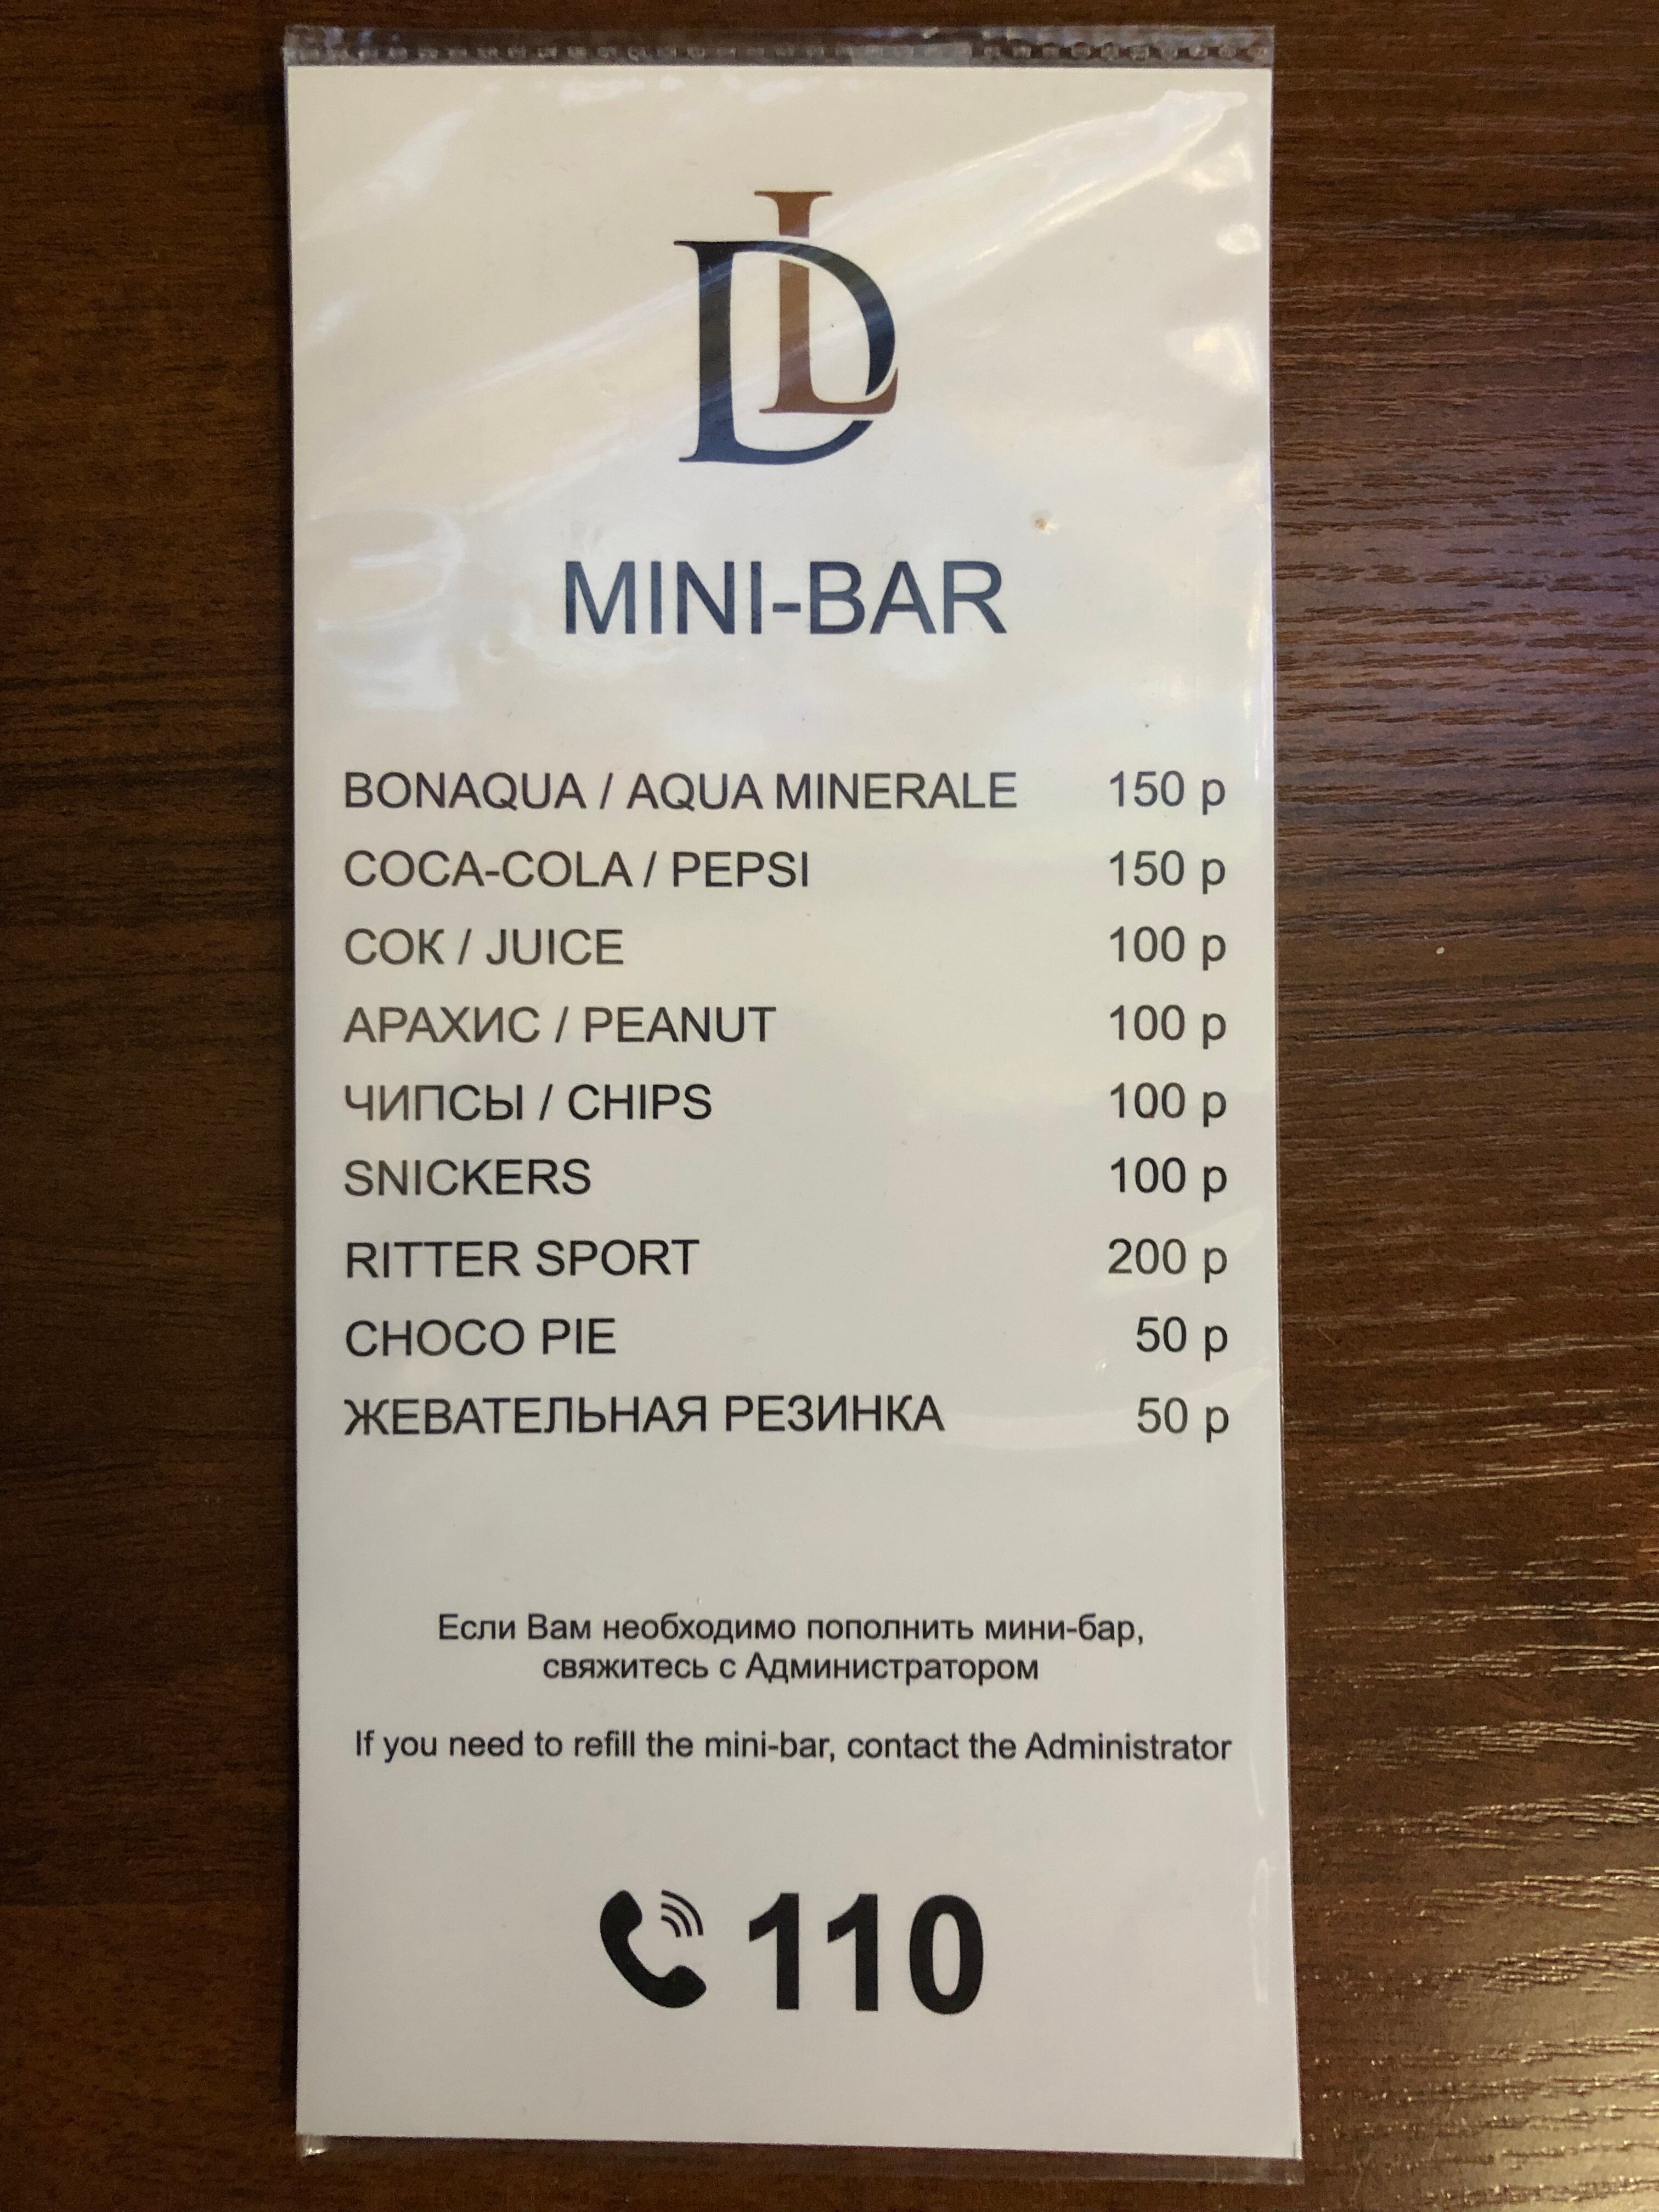 DL
MINI-BAR
BONAQUA / AQUA MINERALE 150 р
COCA-COLA / PEPSI 150 р
СОК / JUICE 100 р
АРАХИС / PEANUT 100 р
ЧИПСЫ / CHIPS 100 р
SNICKERS 100 р
RITTER SPORT 200 р
CHOCO PIE 50 р
ЖЕВАТЕЛЬНАЯ РЕЗИНКА 50 р
Если Вам необходимо пополнить мини-бар,
свяжитесь с Администратором
If you need to refill the mini-bar, contact the Administrator
110